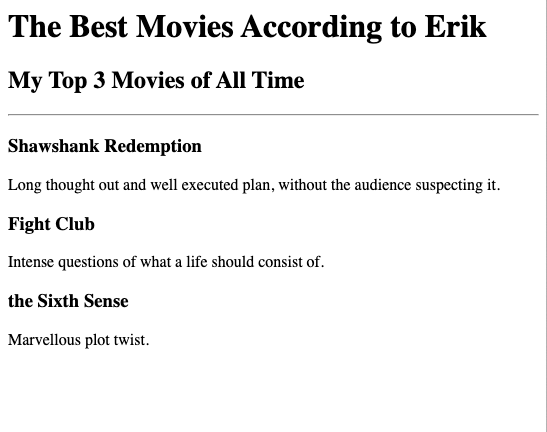 The Best Movies According to Erik
My Top 3 Movies of All Time
Shawshank Redemption
Long thought out and well executed plan, without the audience suspecting it.
Fight Club
Intense questions of what a life should consist of.
the Sixth Sense
Marvellous plot twist.